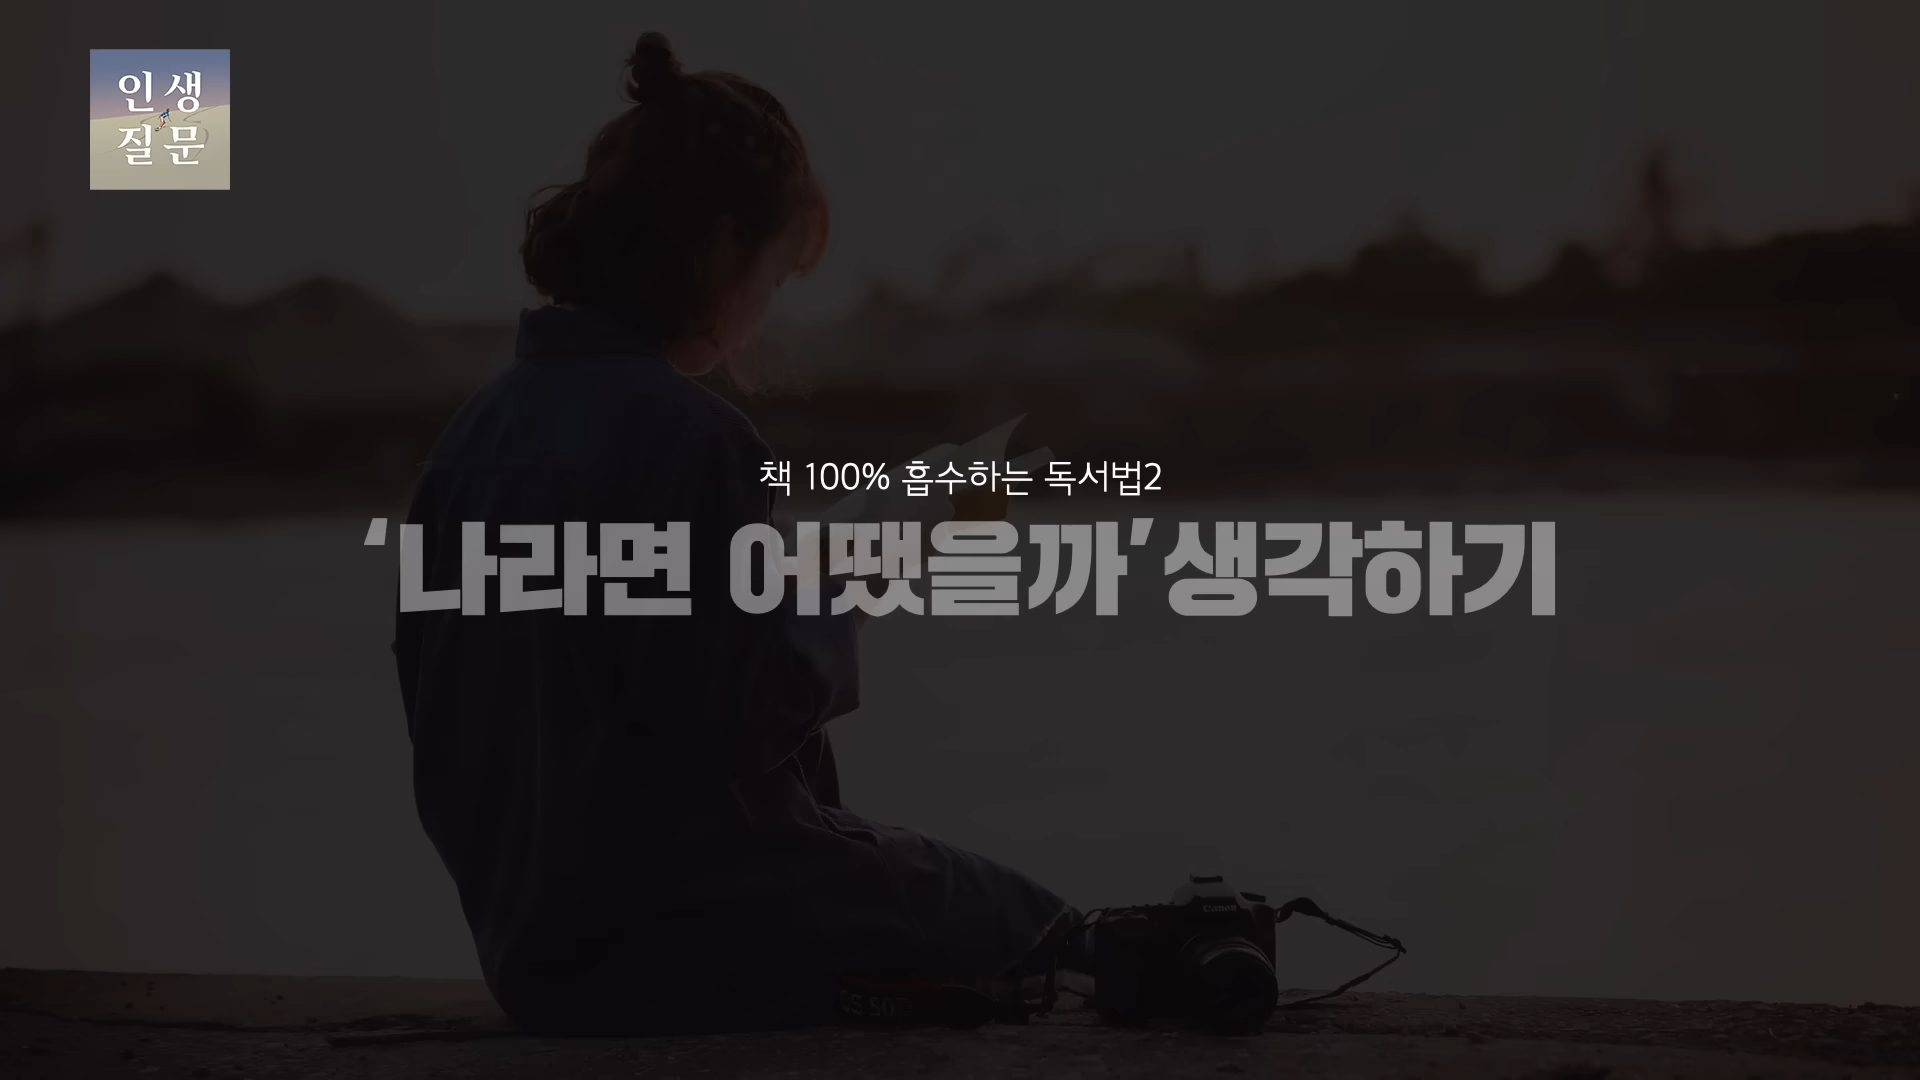 인생
질문
책 100% 흡수하는 독서법2
‘나라면 어땠을까’ 생각하기
Canon